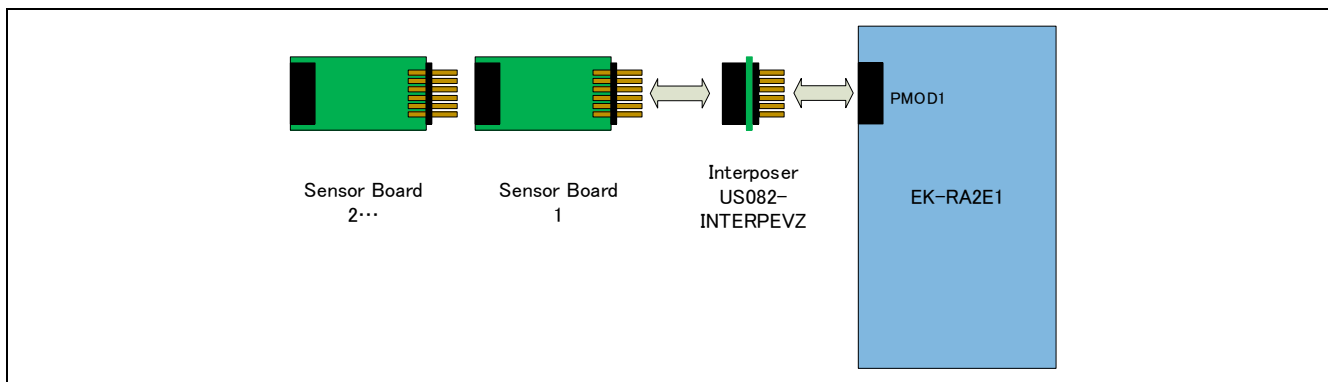 PMOD1
Sensor Board
2…
Sensor Board
1
Interposer
US082-
INTERPEVZ
EK-RA2E1